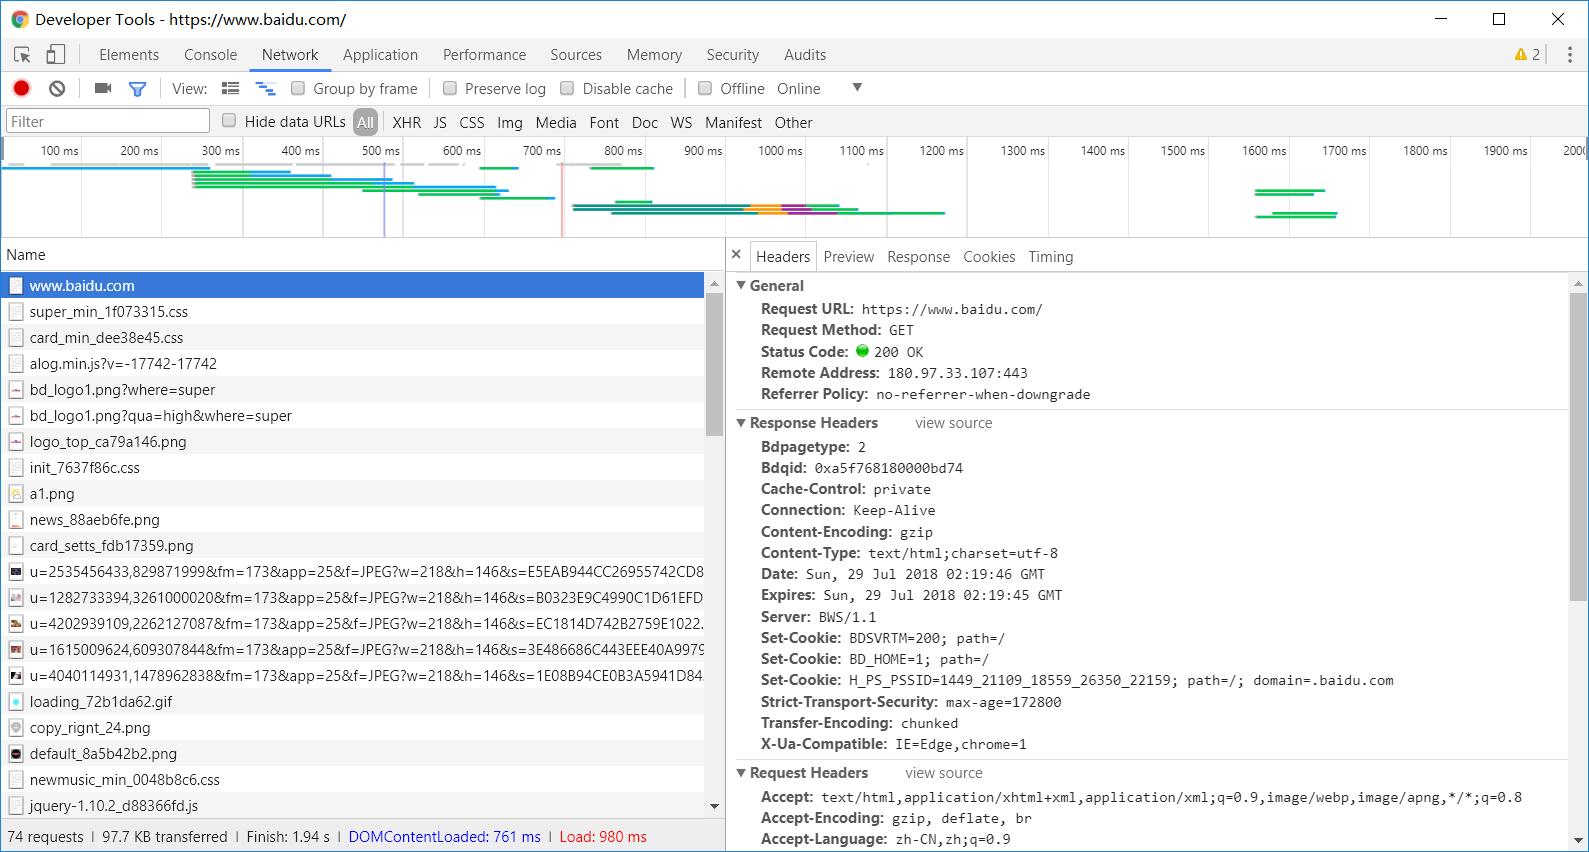 Developer Tools - https://www.baidu.com/
Elements Console Network Application Performance Sources Memory Security Audits 2
View: Group by frame Preserve log Disable cache Offline Online
Filter Hide data URLs All XHR JS CSS Img Media Font Doc WS Manifest Other
100 ms 200 ms 300 ms 400 ms 500 ms 600 ms 700 ms 800 ms 900 ms 1000 ms 1100 ms 1200 ms 1300 ms 1400 ms 1500 ms 1600 ms 1700 ms 1800 ms 1900 ms 200
Name
www.baidu.com
super_min_1f073315.css
card_min_dee38e45.css
alog.min.js?v=-17742-17742
bd_logo1.png?where=super
bd_logo1.png?qua=high&where=super
logo_top_ca79a146.png
init_7637f86c.css
a1.png
news_88aeb6fe.png
card_setts_fdb17359.png
u=2535456433,829871999&fm=173&app=25&f=JPEG?w=218&h=146&s=E5EAB944CC26955742CD8
u=1282733394,3261000020&fm=173&app=25&f=JPEG?w=218&h=146&s=B0323E9C4990C1D61EFD
u=4202939109,2262127087&fm=173&app=25&f=JPEG?w=218&h=146&s=EC1814D742B2759E1022.
u=1615009624,609307844&fm=173&app=25&f=JPEG?w=218&h=146&s=3E486686C443EEE40A9979
u=4040114931,1478962838&fm=173&app=25&f=JPEG?w=218&h=146&s=1E08B94CE0B3A5941D84.
loading_72b1da62.gif
copy_rignt_24.png
default_8a5b42b2.png
newmusic_min_0048b8c6.css
jquery-1.10.2_d88366fd.js
74 requests | 97.7 KB transferred | Finish: 1.94 s | DOMContentLoaded: 761 ms | Load: 980 ms
Headers Preview Response Cookies Timing
General
Request URL: https://www.baidu.com/
Request Method: GET
Status Code: 200 OK
Remote Address: 180.97.33.107:443
Referrer Policy: no-referrer-when-downgrade
Response Headers view source
Bdpagetype: 2
Bdqid: 0xa5f768180000bd74
Cache-Control: private
Connection: Keep-Alive
Content-Encoding: gzip
Content-Type: text/html;charset=utf-8
Date: Sun, 29 Jul 2018 02:19:46 GMT
Expires: Sun, 29 Jul 2018 02:19:45 GMT
Server: BWS/1.1
Set-Cookie: BDSVRTM=200; path=/
Set-Cookie: BD_HOME=1; path=/
Set-Cookie: H_PS_PSSID=1449_21109_18559_26350_22159; path=/; domain=.baidu.com
Strict-Transport-Security: max-age=172800
Transfer-Encoding: chunked
X-Ua-Compatible: IE=Edge,chrome=1
Request Headers view source
Accept: text/html,application/xhtml+xml,application/xml;q=0.9,image/webp,image/apng,*/*;q=0.8
Accept-Encoding: gzip, deflate, br
Accept-Language: zh-CN,zh;q=0.9